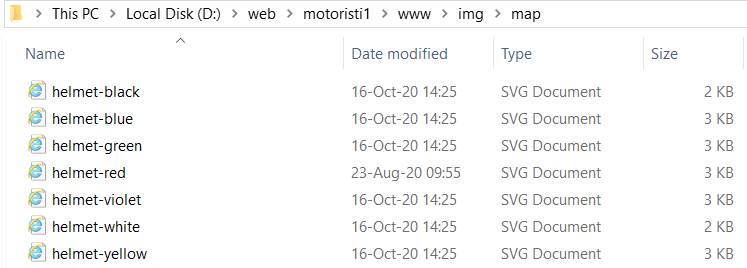 This PC > Local Disk (D:) > web > motoristi1 > www > img > map
Name Date modified Type Size
helmet-black 16-Oct-20 14:25 SVG Document 2 KB
helmet-blue 16-Oct-20 14:25 SVG Document 3 KB
helmet-green 16-Oct-20 14:25 SVG Document 3 KB
helmet-red 23-Aug-20 09:55 SVG Document 3 KB
helmet-violet 16-Oct-20 14:25 SVG Document 3 KB
helmet-white 16-Oct-20 14:25 SVG Document 2 KB
helmet-yellow 16-Oct-20 14:25 SVG Document 3 KB